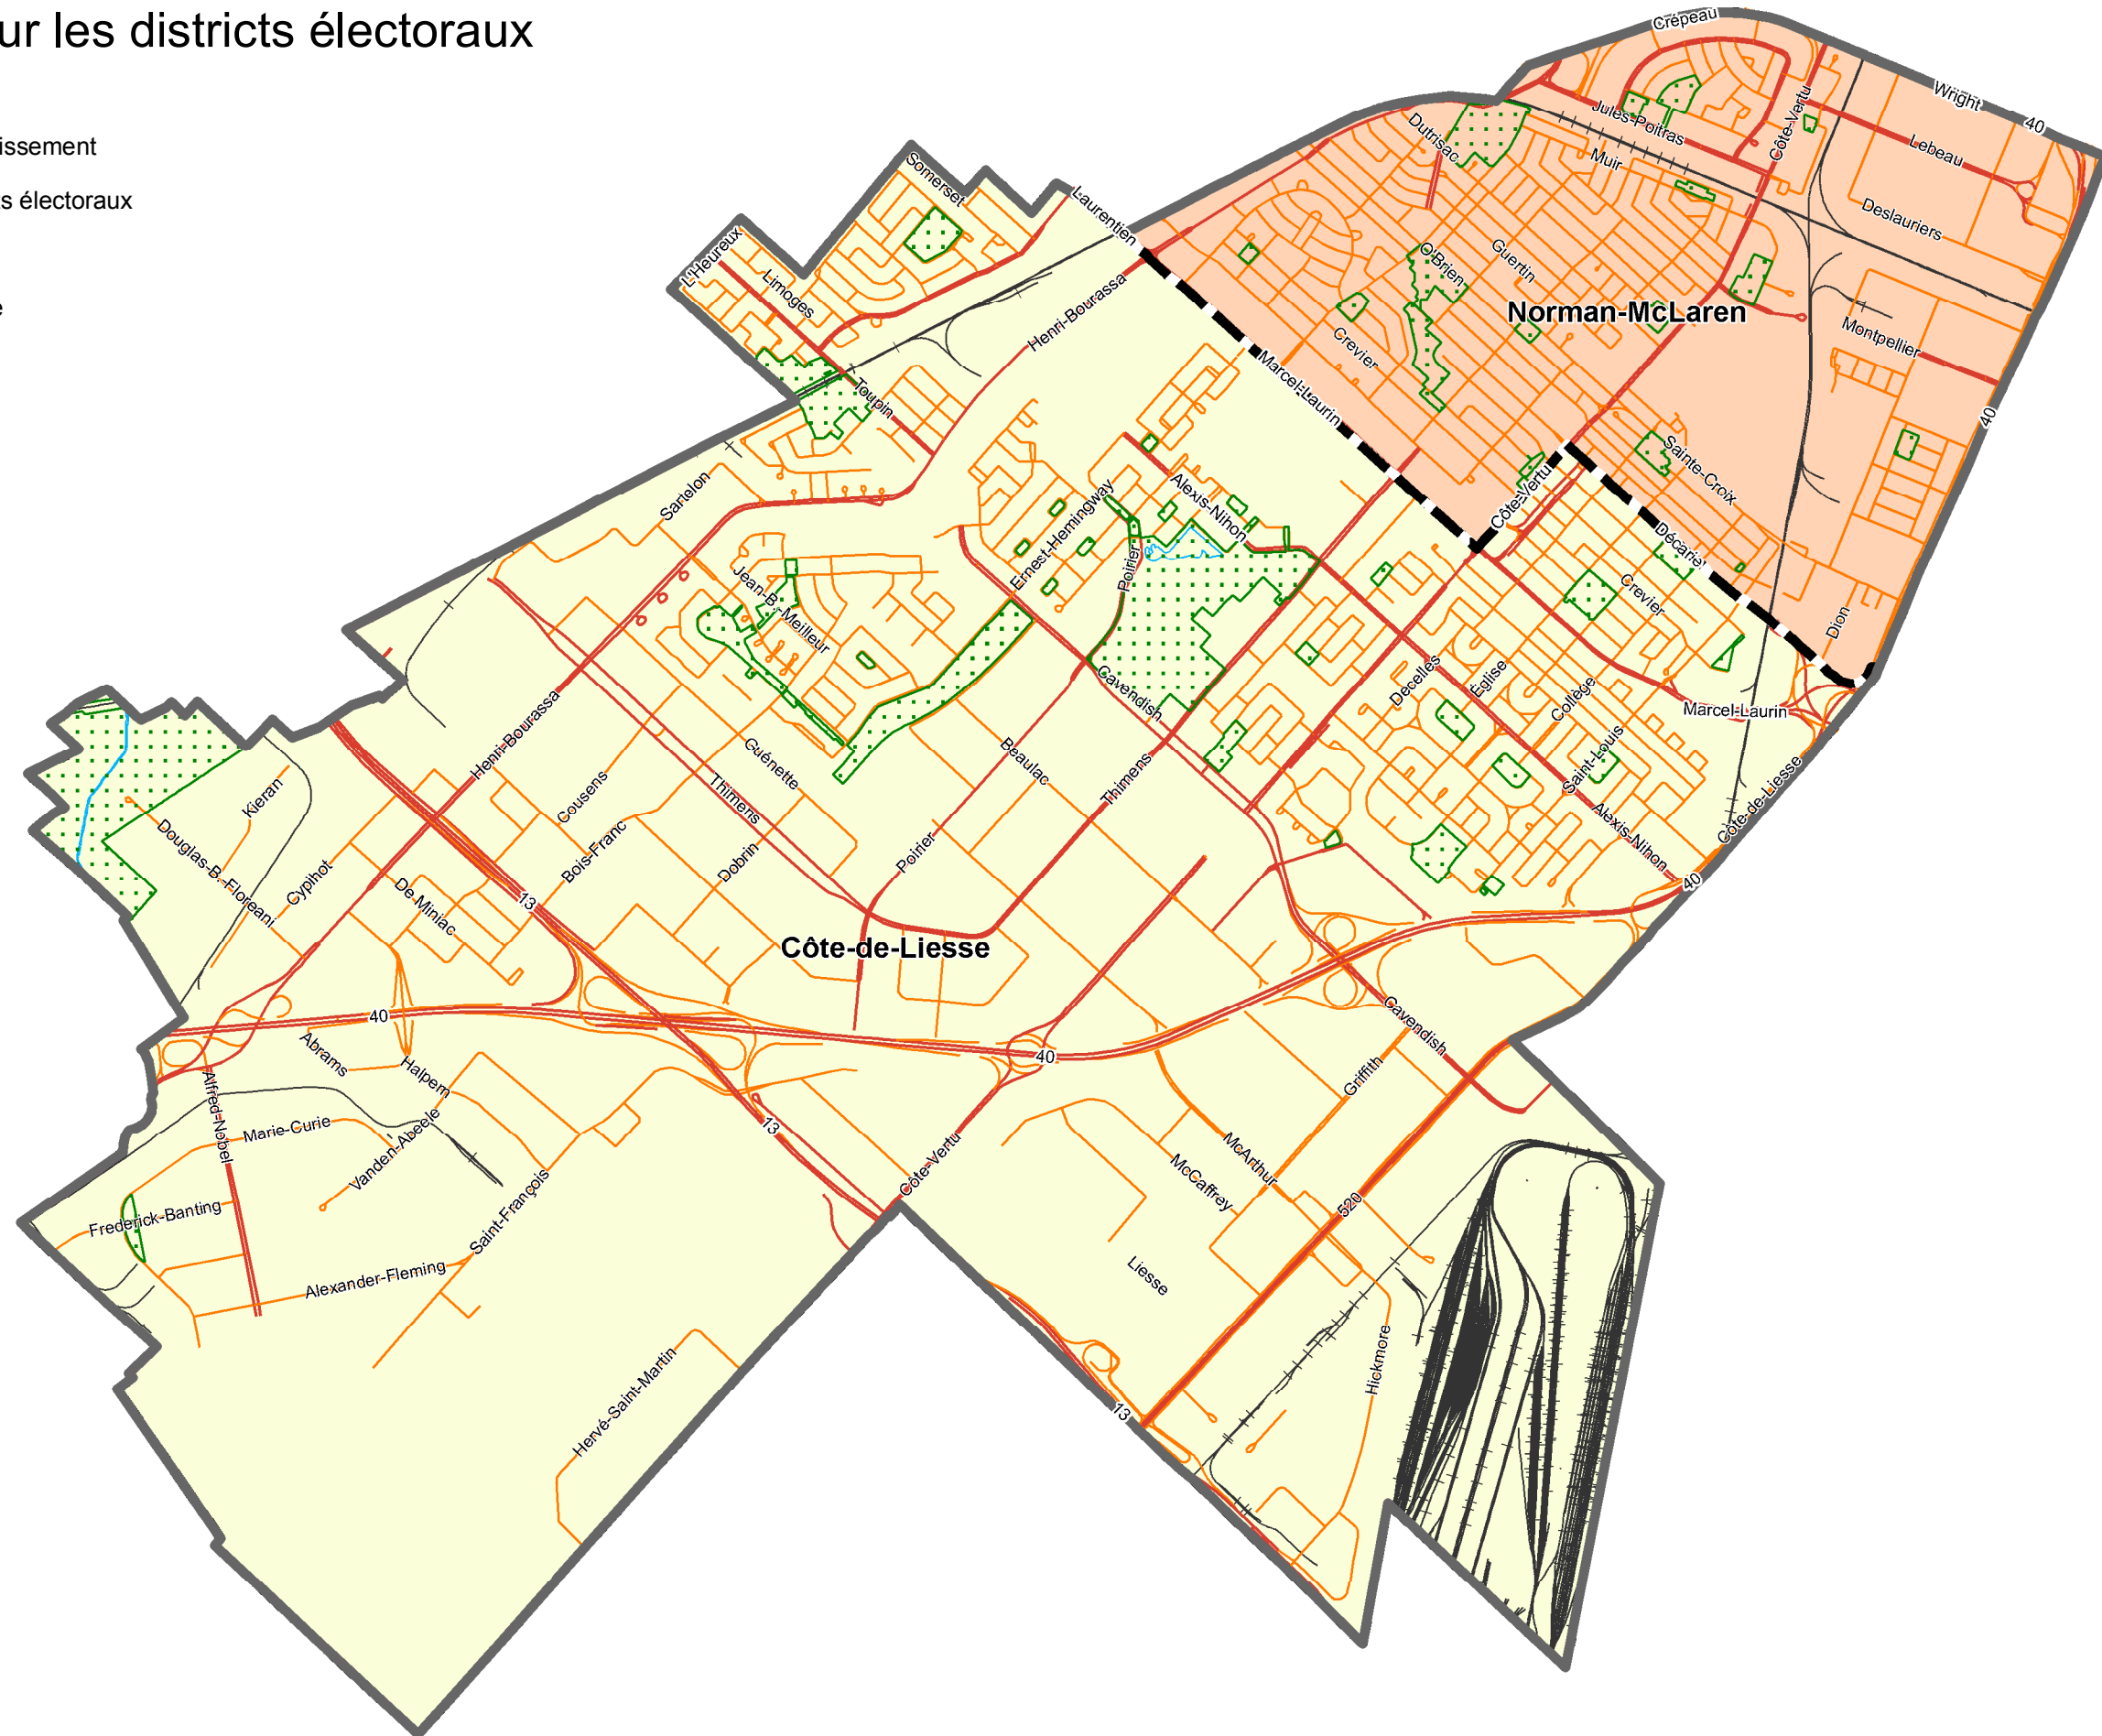 ur les districts électoraux
issement
s électoraux
e
Crépeau
Wright
40
Jules-Poitras
Côte-Vertu
Lebeau
Dutrisac
Muir
Deslauriers
Somerset
Laurentien
L'Heureux
Limoges
O'Brien
Guertin
Henri-Bourassa
Norman-McLaren
Montpellier
Crevier
Marcel-Laurin
Toupin
40
Sainte-Croix
Sartelon
Alexis-Nihon
Côte-Vertu
Ernest-Hemingway
Décarie
Poirier
Jean-B.-Meilleur
Crevier
Dion
Decelles
Église
Cavendish
Collège
Marcel-Laurin
Henri-Bourassa
Guénette
Beaulac
Saint-Louis
Thimens
Thimens
Kieran
Cousens
Côte-de-Liesse
Alexis-Nihon
Douglas-B.-Floreani
Bois-Franc
Poirier
Dobrin
Cypihot
De Miniac
13
40
Côte-de-Liesse
40
Cavendish
Abrams
40
Halpern
Griffith
Alfred-Nobel
Marie-Curie
13
Vanden-Abeele
Côte-Vertu
McArthur
McCaffrey
Frederick-Banting
Saint-François
520
Alexander-Fleming
Liesse
Hickmore
Hervé-Saint-Martin
13